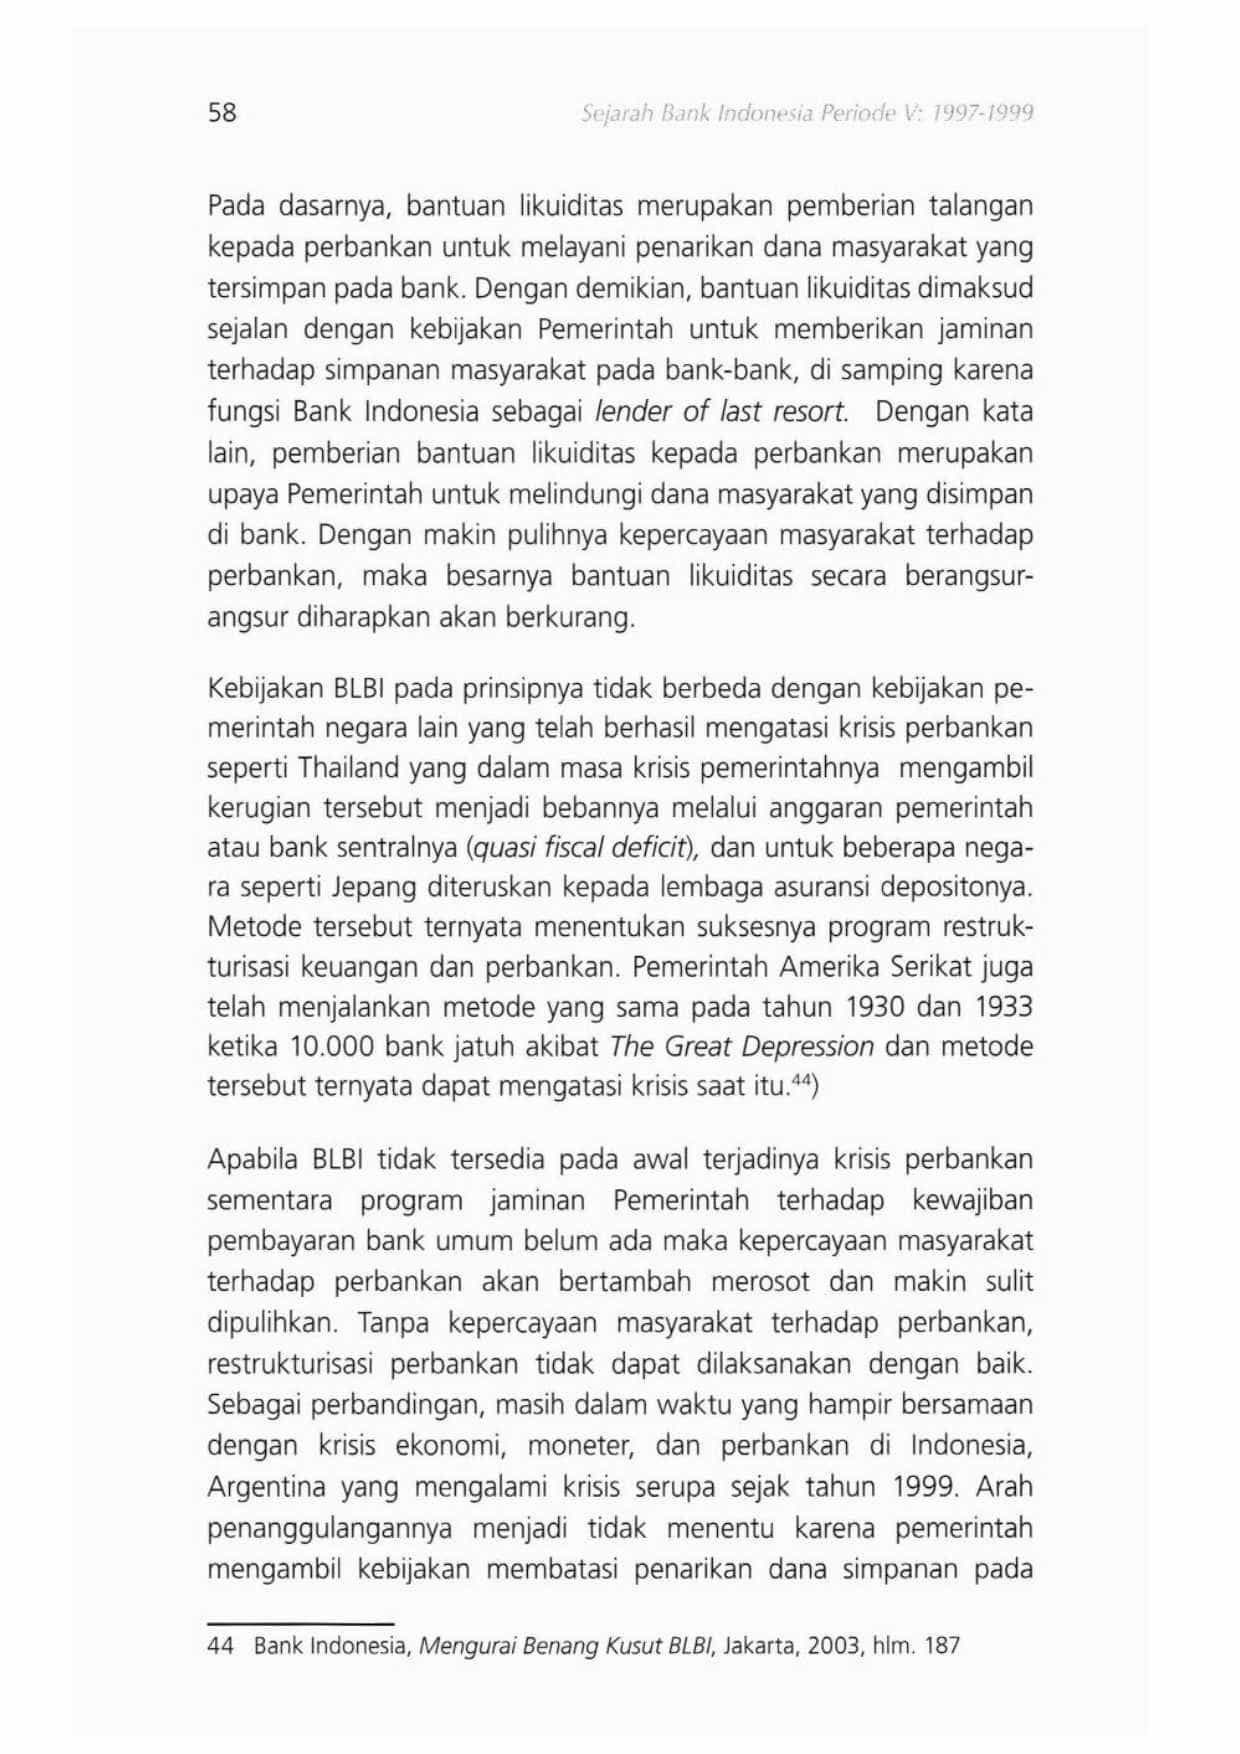 58
Sejarah Bank Indonesia Periode V: 1997-1999
Pada dasarnya, bantuan likuiditas merupakan pemberian talangan
kepada perbankan untuk melayani penarikan dana masyarakat yang
tersimpan pada bank. Dengan demikian, bantuan likuiditas dimaksud
sejalan dengan kebijakan Pemerintah untuk memberikan jaminan
terhadap simpanan masyarakat pada bank-bank, di samping karena
fungsi Bank Indonesia sebagai lender of last resort. Dengan kata
lain, pemberian bantuan likuiditas kepada perbankan merupakan
upaya Pemerintah untuk melindungi dana masyarakat yang disimpan
di bank. Dengan makin pulihnya kepercayaan masyarakat terhadap
perbankan, maka besarnya bantuan likuiditas secara berangsur-
angsur diharapkan akan berkurang.
Kebijakan BLBI pada prinsipnya tidak berbeda dengan kebijakan pe-
merintah negara lain yang telah berhasil mengatasi krisis perbankan
seperti Thailand yang dalam masa krisis pemerintahnya mengambil
kerugian tersebut menjadi bebannya melalui anggaran pemerintah
atau bank sentralnya (quasi fiscal deficit), dan untuk beberapa nega-
ra seperti Jepang diteruskan kepada lembaga asuransi depositonya.
Metode tersebut ternyata menentukan suksesnya program restruk-
turisasi keuangan dan perbankan. Pemerintah Amerika Serikat juga
telah menjalankan metode yang sama pada tahun 1930 dan 1933
ketika 10.000 bank jatuh akibat The Great Depression dan metode
tersebut ternyata dapat mengatasi krisis saat itu.44)
Apabila BLBI tidak tersedia pada awal terjadinya krisis perbankan
sementara program jaminan Pemerintah terhadap kewajiban
pembayaran bank umum belum ada maka kepercayaan masyarakat
terhadap perbankan akan bertambah merosot dan makin sulit
dipulihkan. Tanpa kepercayaan masyarakat terhadap perbankan,
restrukturisasi perbankan tidak dapat dilaksanakan dengan baik.
Sebagai perbandingan, masih dalam waktu yang hampir bersamaan
dengan krisis ekonomi, moneter, dan perbankan di Indonesia,
Argentina yang mengalami krisis serupa sejak tahun 1999. Arah
penanggulangannya menjadi tidak menentu karena pemerintah
mengambil kebijakan membatasi penarikan dana simpanan pada
44 Bank Indonesia, Mengurai Benang Kusut BLBI, Jakarta, 2003, hlm. 187